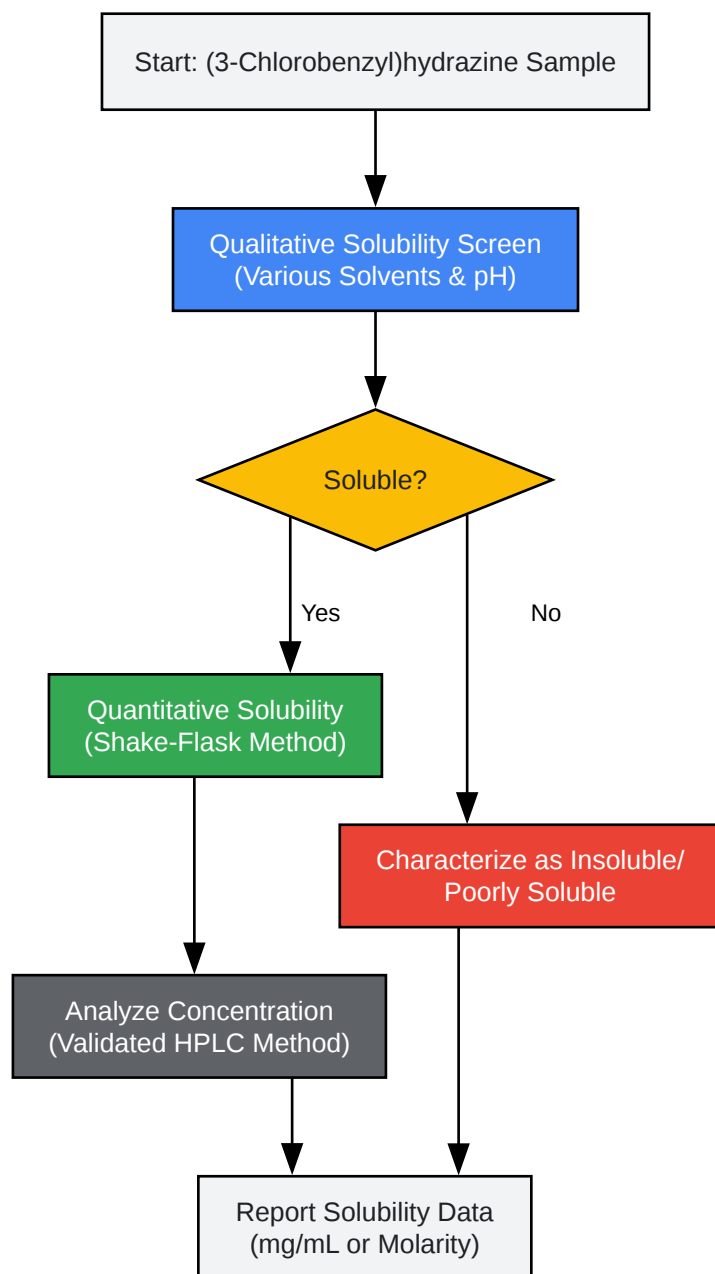 Start: (3-Chlorobenzyl)hydrazine Sample
Qualitative Solubility Screen
(Various Solvents & pH)
Soluble?
Yes
No
Quantitative Solubility
(Shake-Flask Method)
Characterize as Insoluble/
Poorly Soluble
Analyze Concentration
(Validated HPLC Method)
Report Solubility Data
(mg/mL or Molarity)